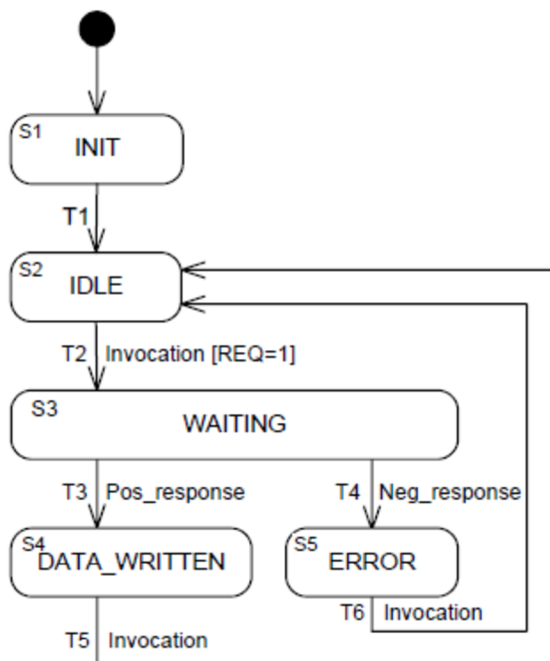 S1
INIT
T1
S2
IDLE
T2 Invocation [REQ=1]
S3
WAITING
T3 Pos_response
T4 Neg_response
S4
DATA_WRITTEN
S5
ERROR
T6 Invocation
T5 Invocation